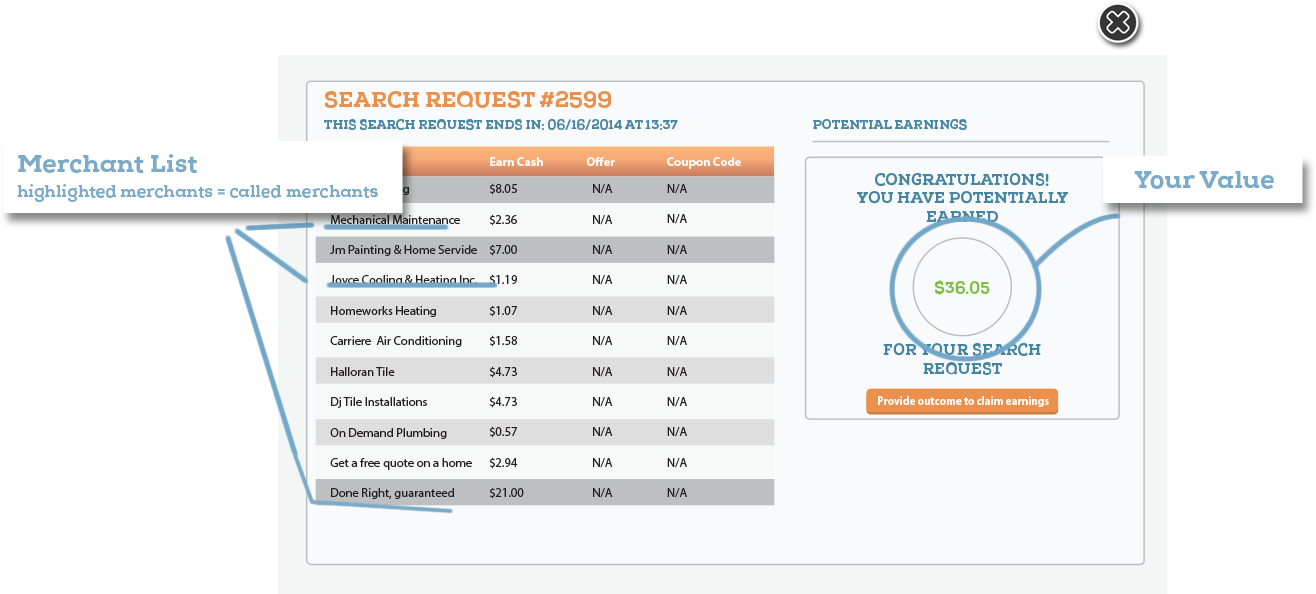 SEARCH REQUEST #2599
THIS SEARCH REQUEST ENDS IN: 06/16/2014 AT 13:37
POTENTIAL EARNINGS
Merchant List
highlighted merchants = called merchants
Earn Cash Offer Coupon Code
$8.05 N/A N/A
Mechanical Maintenance $2.36 N/A N/A
Jm Painting & Home Servide $7.00 N/A N/A
Joyce Cooling & Heating Inc. $1.19 N/A N/A
Homeworks Heating $1.07 N/A N/A
Carriere Air Conditioning $1.58 N/A N/A
Halloran Tile $4.73 N/A N/A
Dj Tile Installations $4.73 N/A N/A
On Demand Plumbing $0.57 N/A N/A
Get a free quote on a home $2.94 N/A N/A
Done Right, guaranteed $21.00 N/A N/A
Your Value
CONGRATULATIONS!
YOU HAVE POTENTIALLY
EARNED
$36.05
FOR YOUR SEARCH
REQUEST
Provide outcome to claim earnings